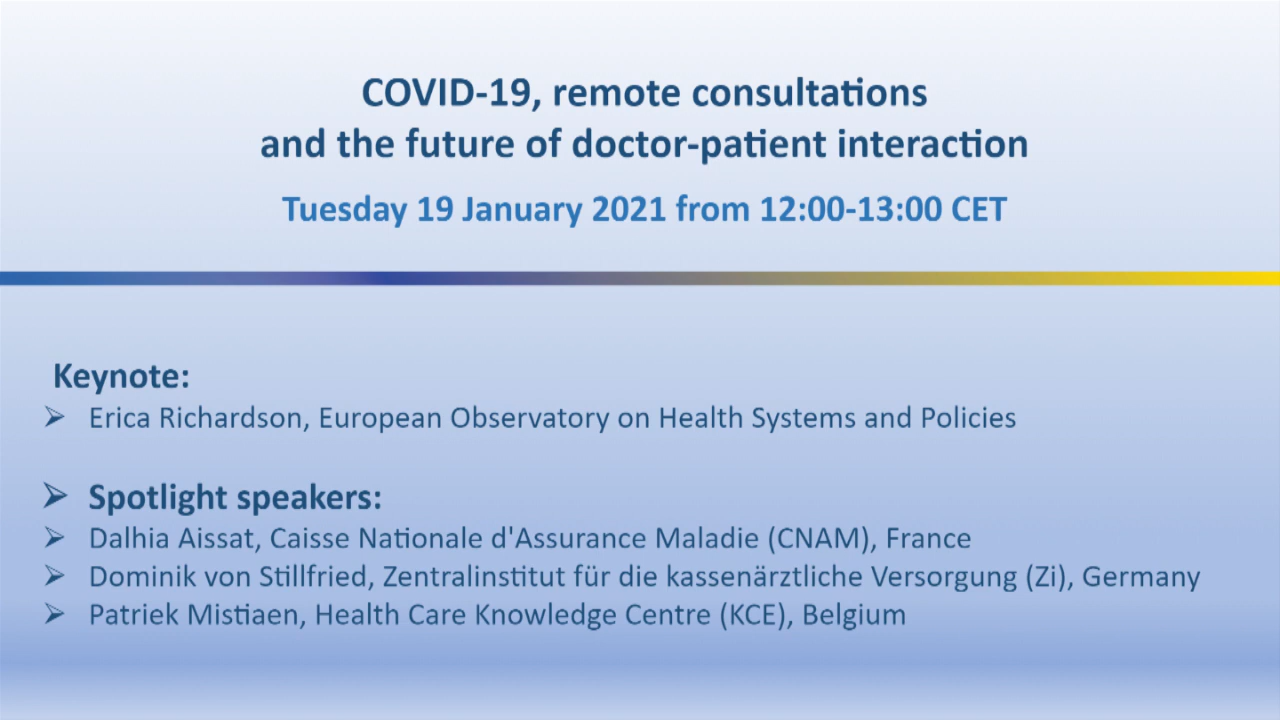 COVID-19, remote consultations
and the future of doctor-patient interaction
Tuesday 19 January 2021 from 12:00-13:00 CET
Keynote:
➢ Erica Richardson, European Observatory on Health Systems and Policies
➢ Spotlight speakers:
➢ Dalhia Aissat, Caisse Nationale d'Assurance Maladie (CNAM), France
➢ Dominik von Stillfried, Zentralinstitut für die kassenärztliche Versorgung (Zi), Germany
➢ Patriek Mistiaen, Health Care Knowledge Centre (KCE), Belgium